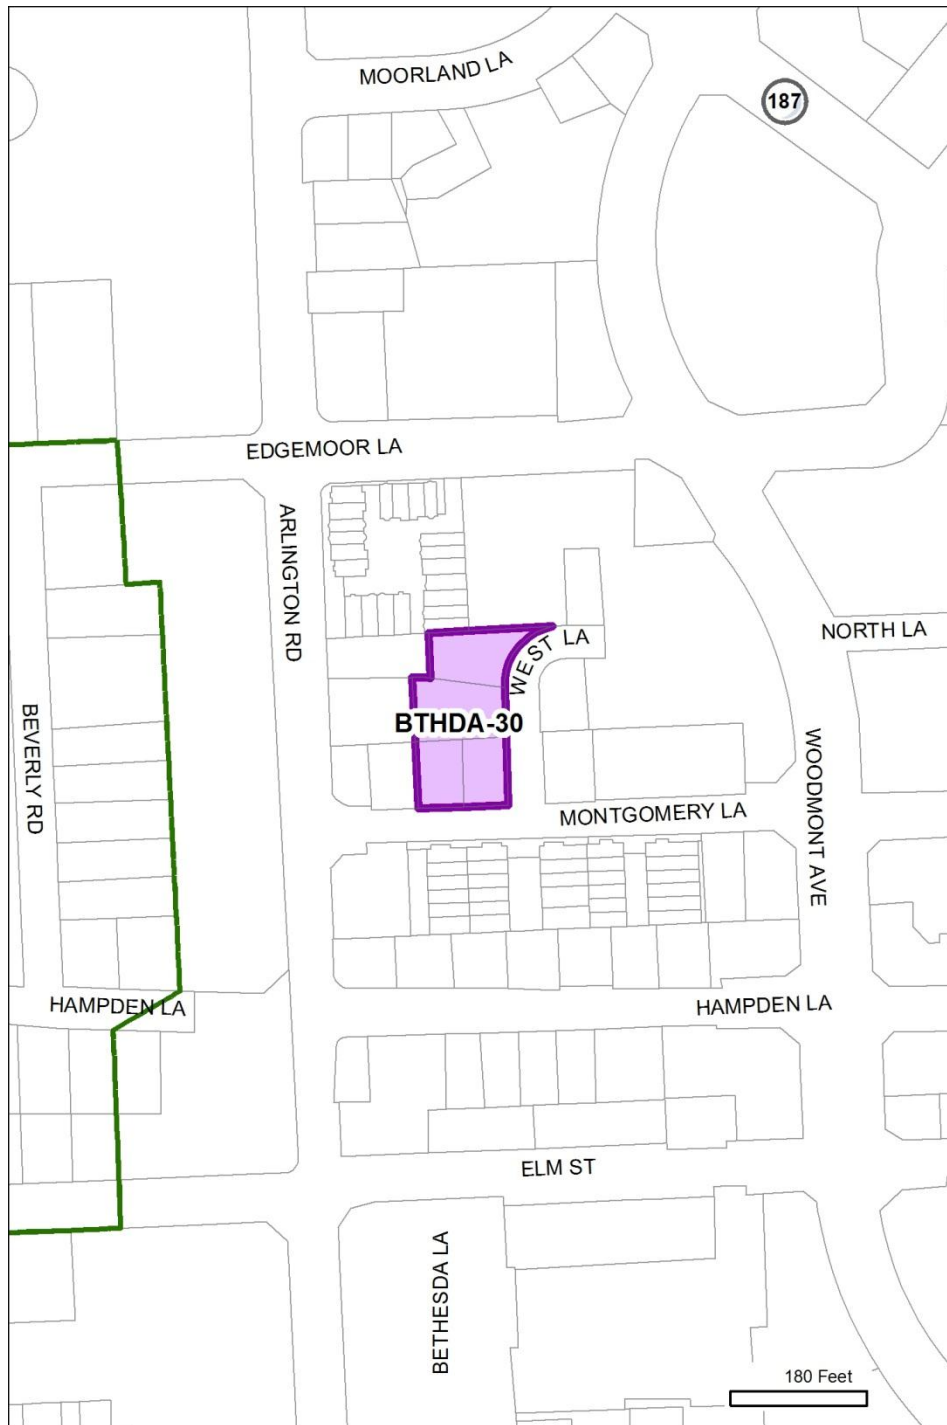 MOORLAND LA
187
EDGEMOOR LA
ARLINGTON RD
NORTH LA
WEST LA
BTHDA-30
BEVERLY RD
WOODMONT AVE
MONTGOMERY LA
HAMPDEN LA
HAMPDEN LA
ELM ST
BETHESDA LA
180 Feet